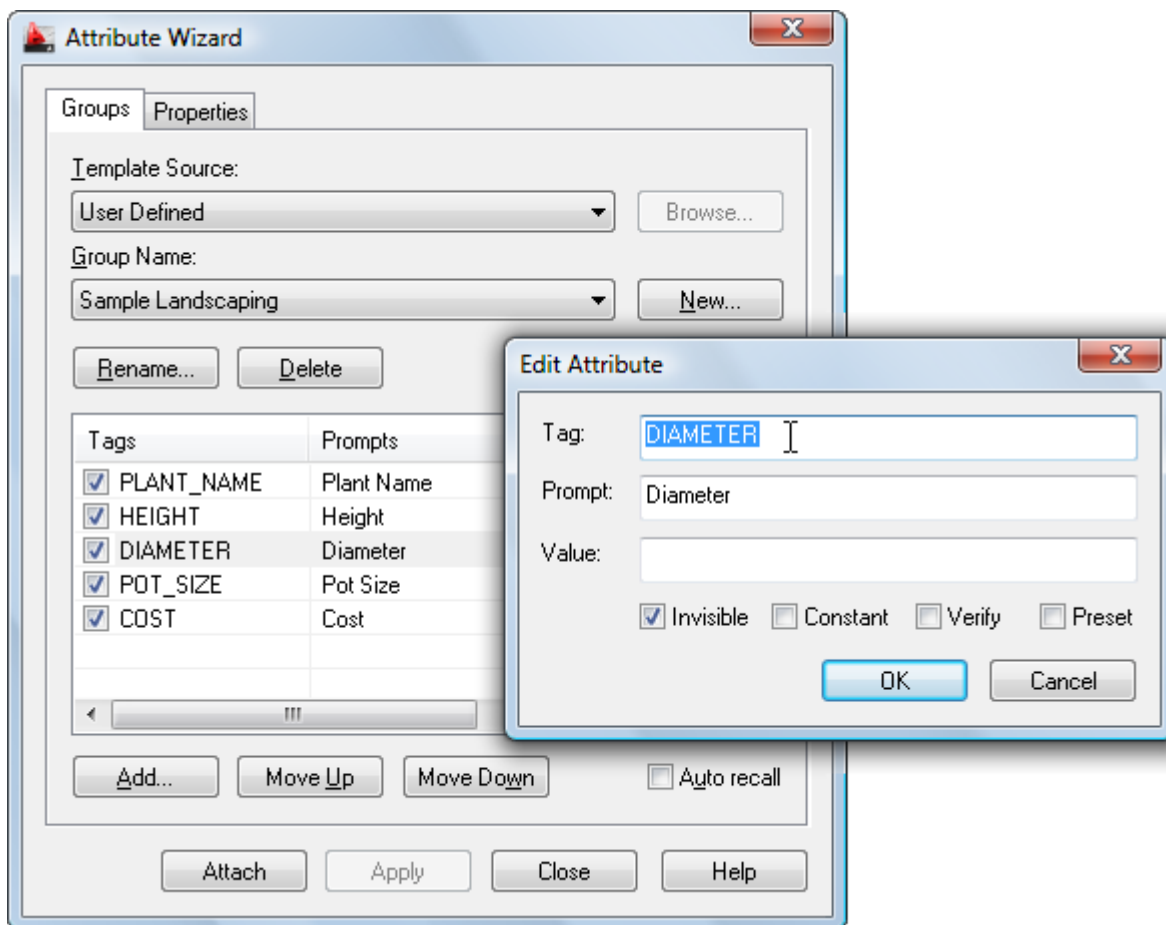 Attribute Wizard
Groups
Properties
Template Source:
User Defined
Browse...
Group Name:
Sample Landscaping
New...
Rename...
Delete
Tags Prompts
PLANT_NAME Plant Name
HEIGHT Height
DIAMETER Diameter
POT_SIZE Pot Size
COST Cost
Add...
Move Up
Move Down
Auto recall
Attach
Apply
Close
Help
Edit Attribute
Tag: DIAMETER
Prompt: Diameter
Value:
Invisible Constant Verify Preset
OK
Cancel